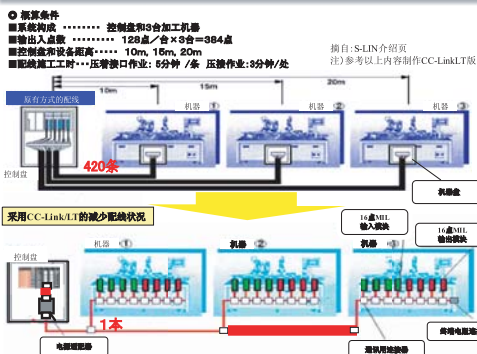 ◎ 概算条件
■系统构成 ········ 控制盘和3台加工机器
■输出入点数 ········ 128点／台×3台=384点
■控制盘和设备距离····· 10m, 15m, 20m
■配线施工工时···压着接口作业: 5分钟 /条 压接作业:3分钟/处
摘自: S-LIN介绍页
注) 参考以上内容制作CC-LinkLT版
20m
15m
10m
原有方式的配线
机器 ①
机器 ②
机器 ③
420条
控制盘
机器盘
采用CC-Link/LT的减少配线状况
16点MIL
输入模块
16点MIL
输出模块
控制盘
机器 ①
机器 ②
机器 ③
1本
电源适配器
通讯用连接器
终端电阻连